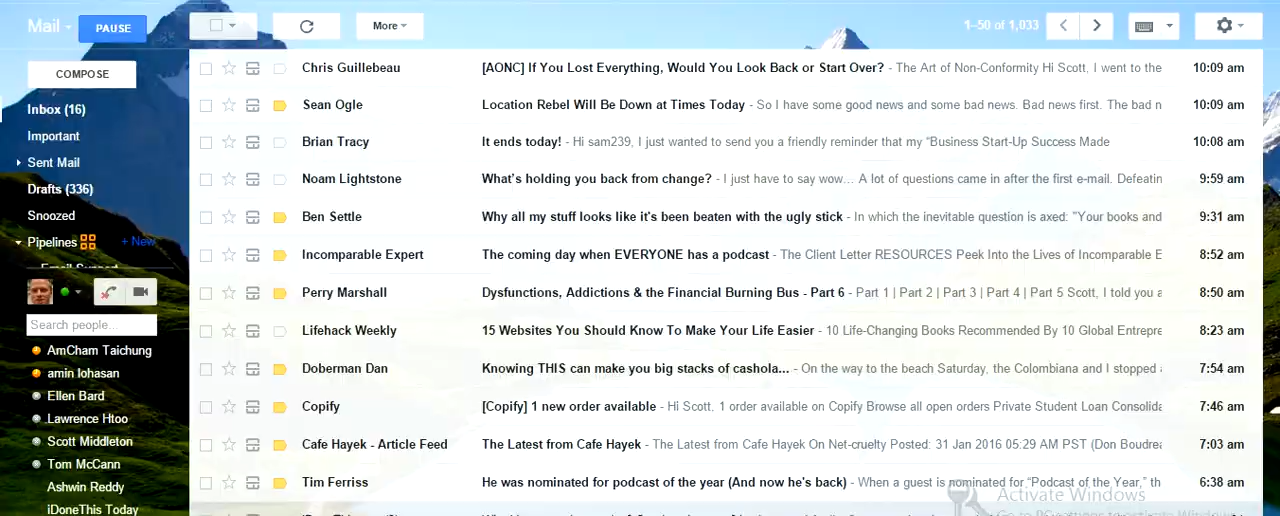 Mail PAUSE More 1–50 of 1,033
COMPOSE
Inbox (16)
Important
Sent Mail
Drafts (336)
Snoozed
Pipelines + New
Email Support
Search people...
AmCham Taichung
amin lohasan
Ellen Bard
Lawrence Htoo
Scott Middleton
Tom McCann
Ashwin Reddy
iDoneThis Today
Chris Guillebeau [AONC] If You Lost Everything, Would You Look Back or Start Over? - The Art of Non-Conformity Hi Scott, I went to the 10:09 am
Sean Ogle Location Rebel Will Be Down at Times Today - So I have some good news and some bad news. Bad news first. The bad n 10:09 am
Brian Tracy It ends today! - Hi sam239, I just wanted to send you a friendly reminder that my “Business Start-Up Success Made 10:08 am
Noam Lightstone What’s holding you back from change? - I just have to say wow… A lot of questions came in after the first e-mail. Defeatin 9:59 am
Ben Settle Why all my stuff looks like it's been beaten with the ugly stick - In which the inevitable question is axed: "Your books and 9:31 am
Incomparable Expert The coming day when EVERYONE has a podcast - The Client Letter RESOURCES Peek Into the Lives of Incomparable E 8:52 am
Perry Marshall Dysfunctions, Addictions & the Financial Burning Bus - Part 6 - Part 1 | Part 2 | Part 3 | Part 4 | Part 5 Scott, I told you a 8:50 am
Lifehack Weekly 15 Websites You Should Know To Make Your Life Easier - 10 Life-Changing Books Recommended By 10 Global Entrepre 8:23 am
Doberman Dan Knowing THIS can make you big stacks of cashola... - On the way to the beach Saturday, the Colombiana and I stopped 7:54 am
Copify [Copify] 1 new order available - Hi Scott, 1 order available on Copify Browse all open orders Private Student Loan Consolida 7:46 am
Cafe Hayek - Article Feed The Latest from Cafe Hayek - The Latest from Cafe Hayek On Net-cruelty Posted: 31 Jan 2016 05:29 AM PST (Don Boudrea 7:03 am
Tim Ferriss He was nominated for podcast of the year (And now he's back) - When a guest is nominated for “Podcast of the Year,” th 6:38 am
Activate Windows
Go to PC settings to activate Windows